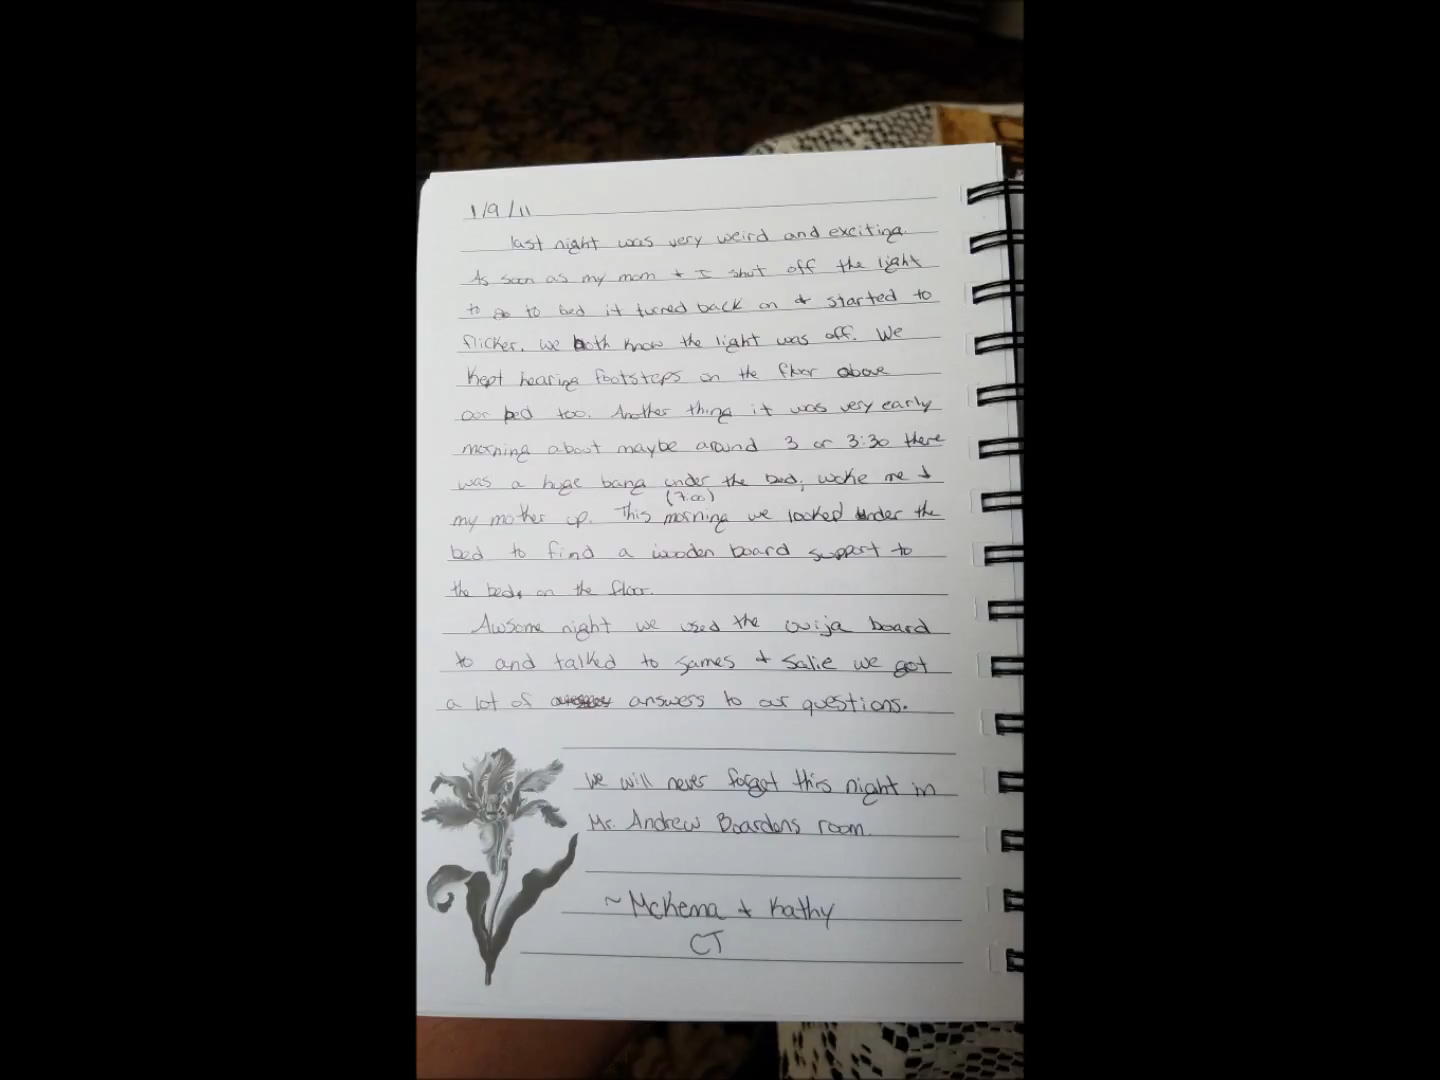 1/9/11
last night was very weird and exciting.
As soon as my mom + I shut off the light
to go to bed it turned back on & started to
flicker. we both know the light was off. We
Kept hearing footsteps on the floor above
our bed too. Another thing it was very early
morning about maybe around 3 or 3:30 there
was a huge bang under the bed, woke me &
(7:00)
my mother up. This morning we looked under the
bed to find a wooden board support to
the bed, on the floor.
Awsome night we used the ouija board
to and talked to James + Salie we got
a lot of answers to our questions.
We will never forget this night in
Mr. Andrew Boardens room.
~ McKenna + Kathy
CT